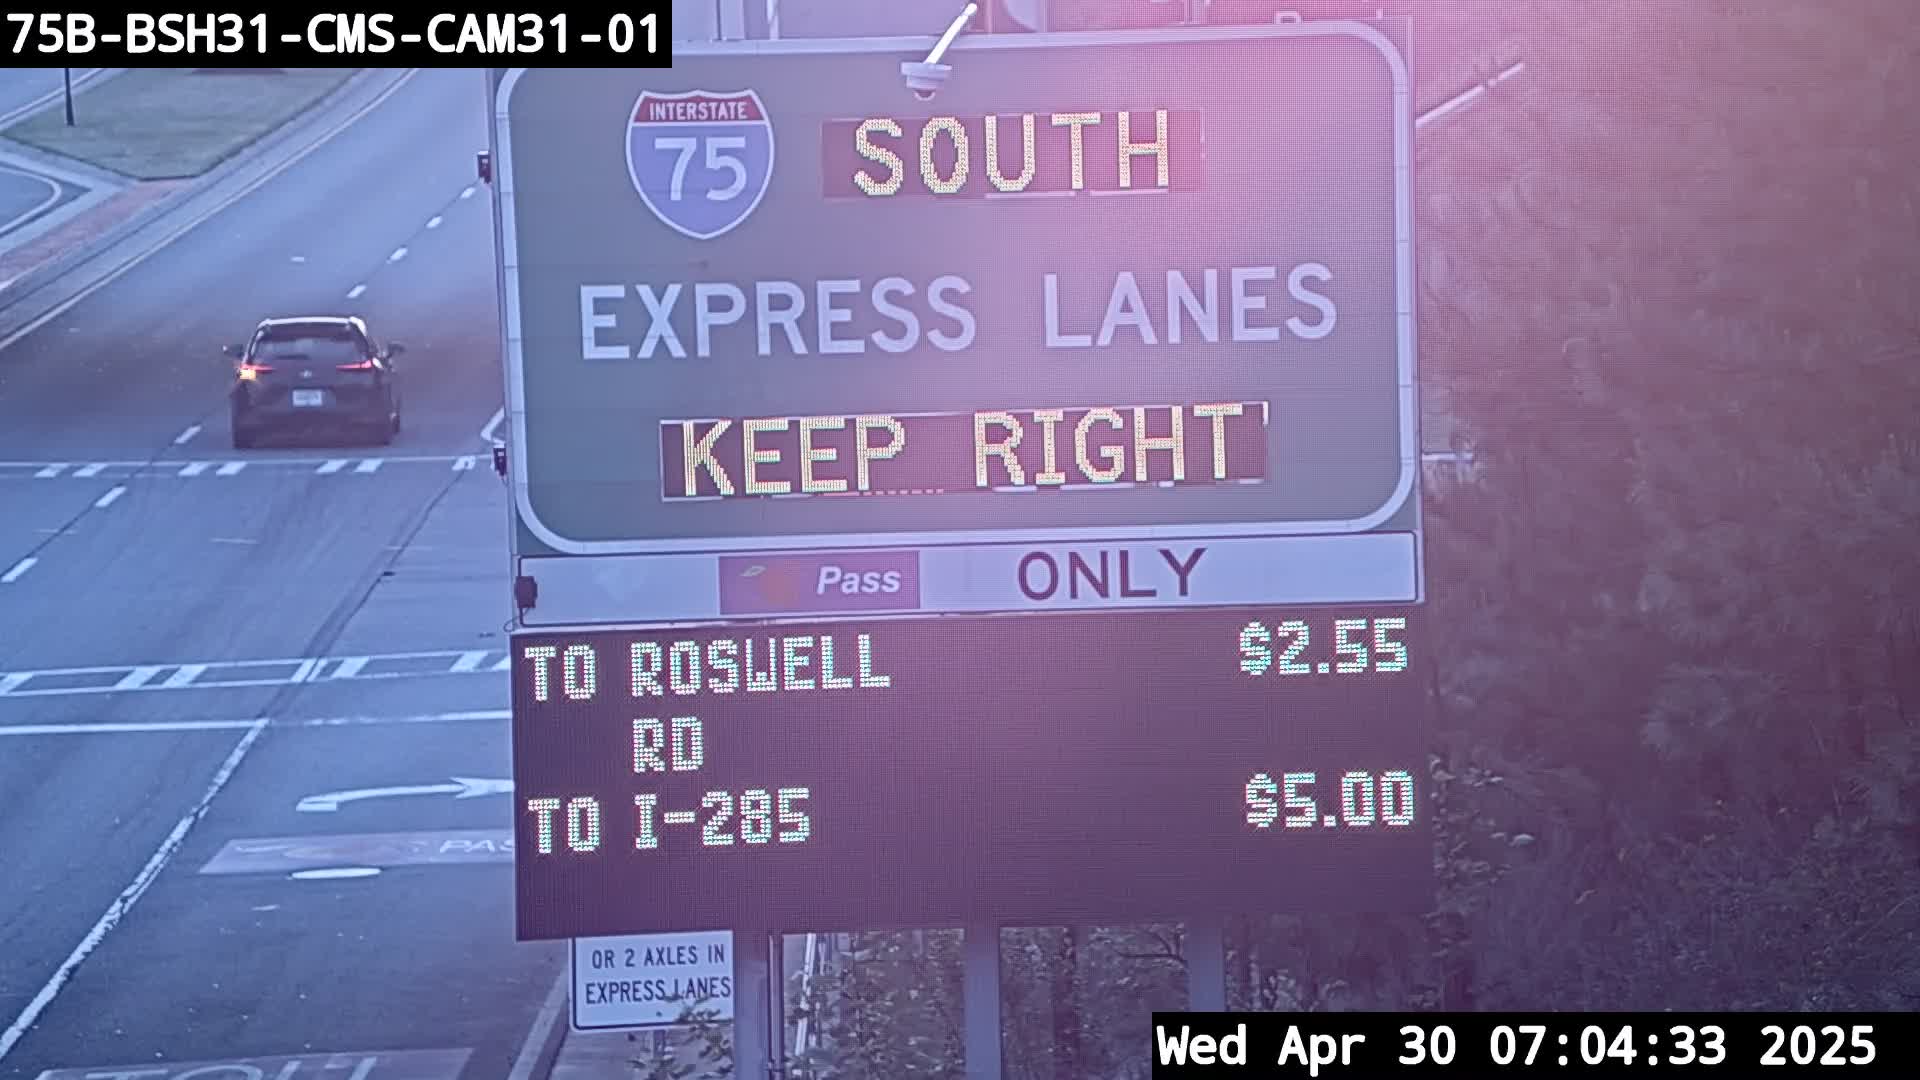 75B-BSH31-CMS-CAM31-01
INTERSTATE
75
SOUTH
EXPRESS LANES
KEEP RIGHT
Pass ONLY
TO ROSWELL $2.55
RD
TO I-285 $5.00
OR 2 AXLES IN
EXPRESS LANES
Wed Apr 30 07:04:33 2025